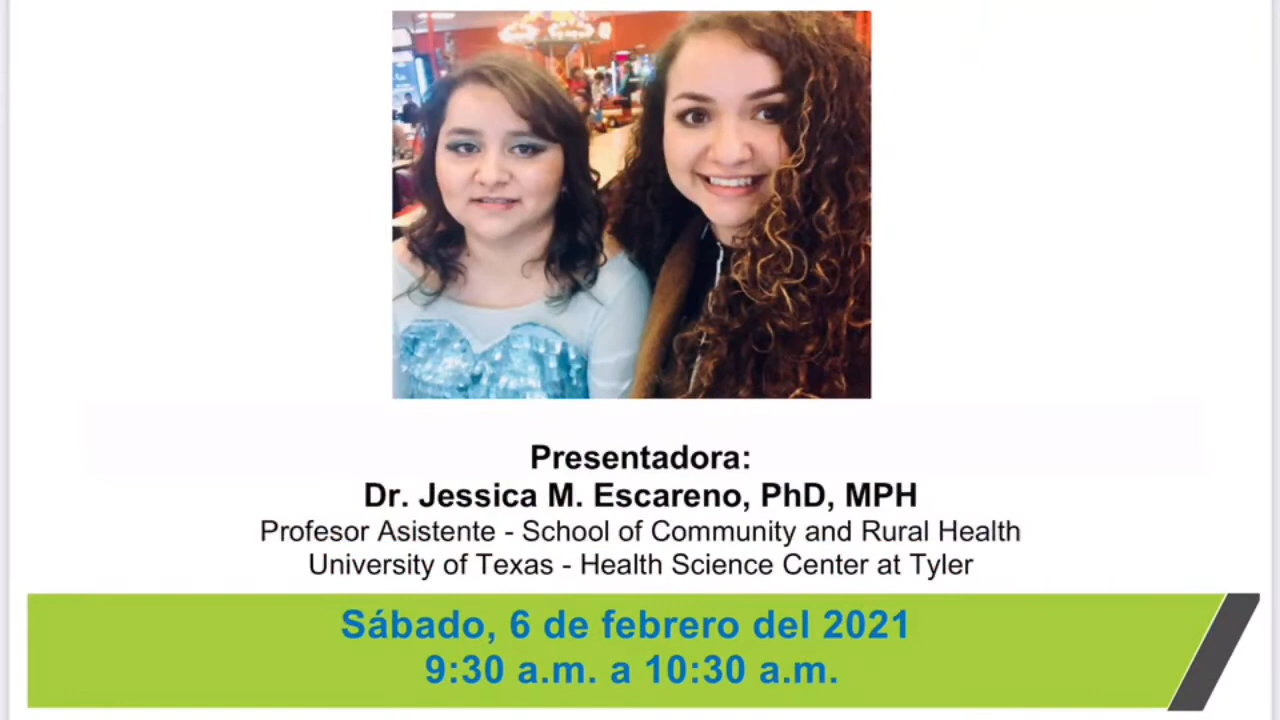 Presentadora:
Dr. Jessica M. Escareno, PhD, MPH
Profesor Asistente - School of Community and Rural Health
University of Texas - Health Science Center at Tyler
Sábado, 6 de febrero del 2021
9:30 a.m. a 10:30 a.m.